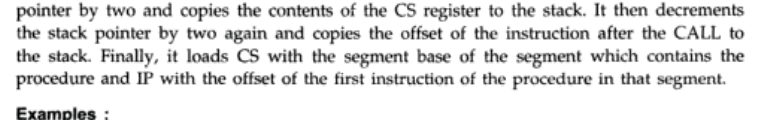 pointer by two and copies the contents of the CS register to the stack. It then decrements
the stack pointer by two again and copies the offset of the instruction after the CALL to
the stack. Finally, it loads CS with the segment base of the segment which contains the
procedure and IP with the offset of the first instruction of the procedure in that segment.
Examples :